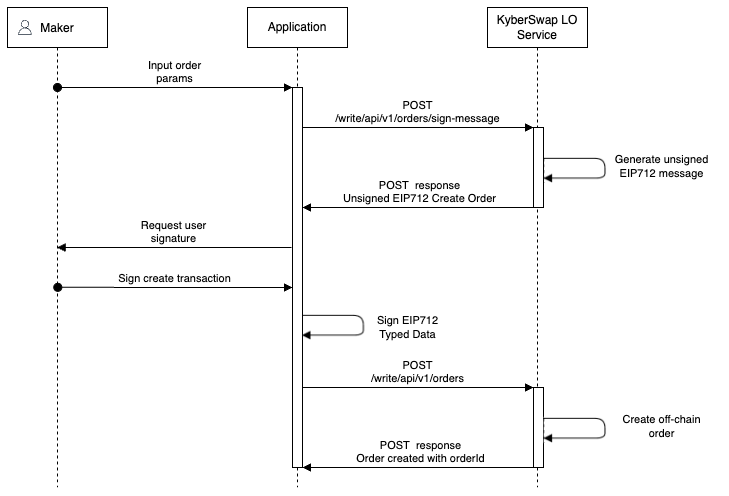 Maker
Application
KyberSwap LO
Service
Input order
params
POST
/write/api/v1/orders/sign-message
Generate unsigned
EIP712 message
POST response
Unsigned EIP712 Create Order
Request user
signature
Sign create transaction
Sign EIP712
Typed Data
POST
/write/api/v1/orders
Create off-chain
order
POST response
Order created with orderId